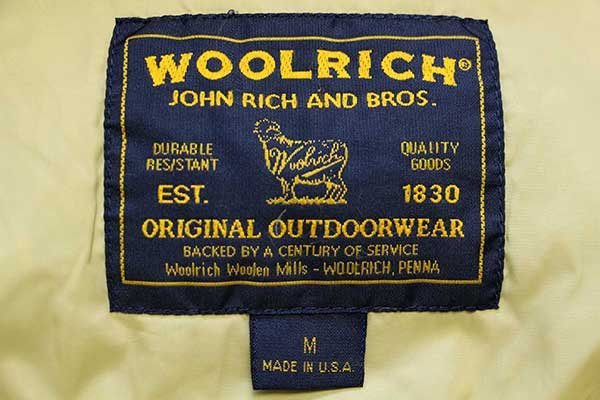 WOOLRICH®
JOHN RICH AND BROS.
DURABLE
RESISTANT
Woolrich
QUALITY
GOODS
EST. 1830
ORIGINAL OUTDOORWEAR
BACKED BY A CENTURY OF SERVICE
Woolrich Woolen Mills - WOOLRICH, PENNA
M
MADE IN U.S.A.